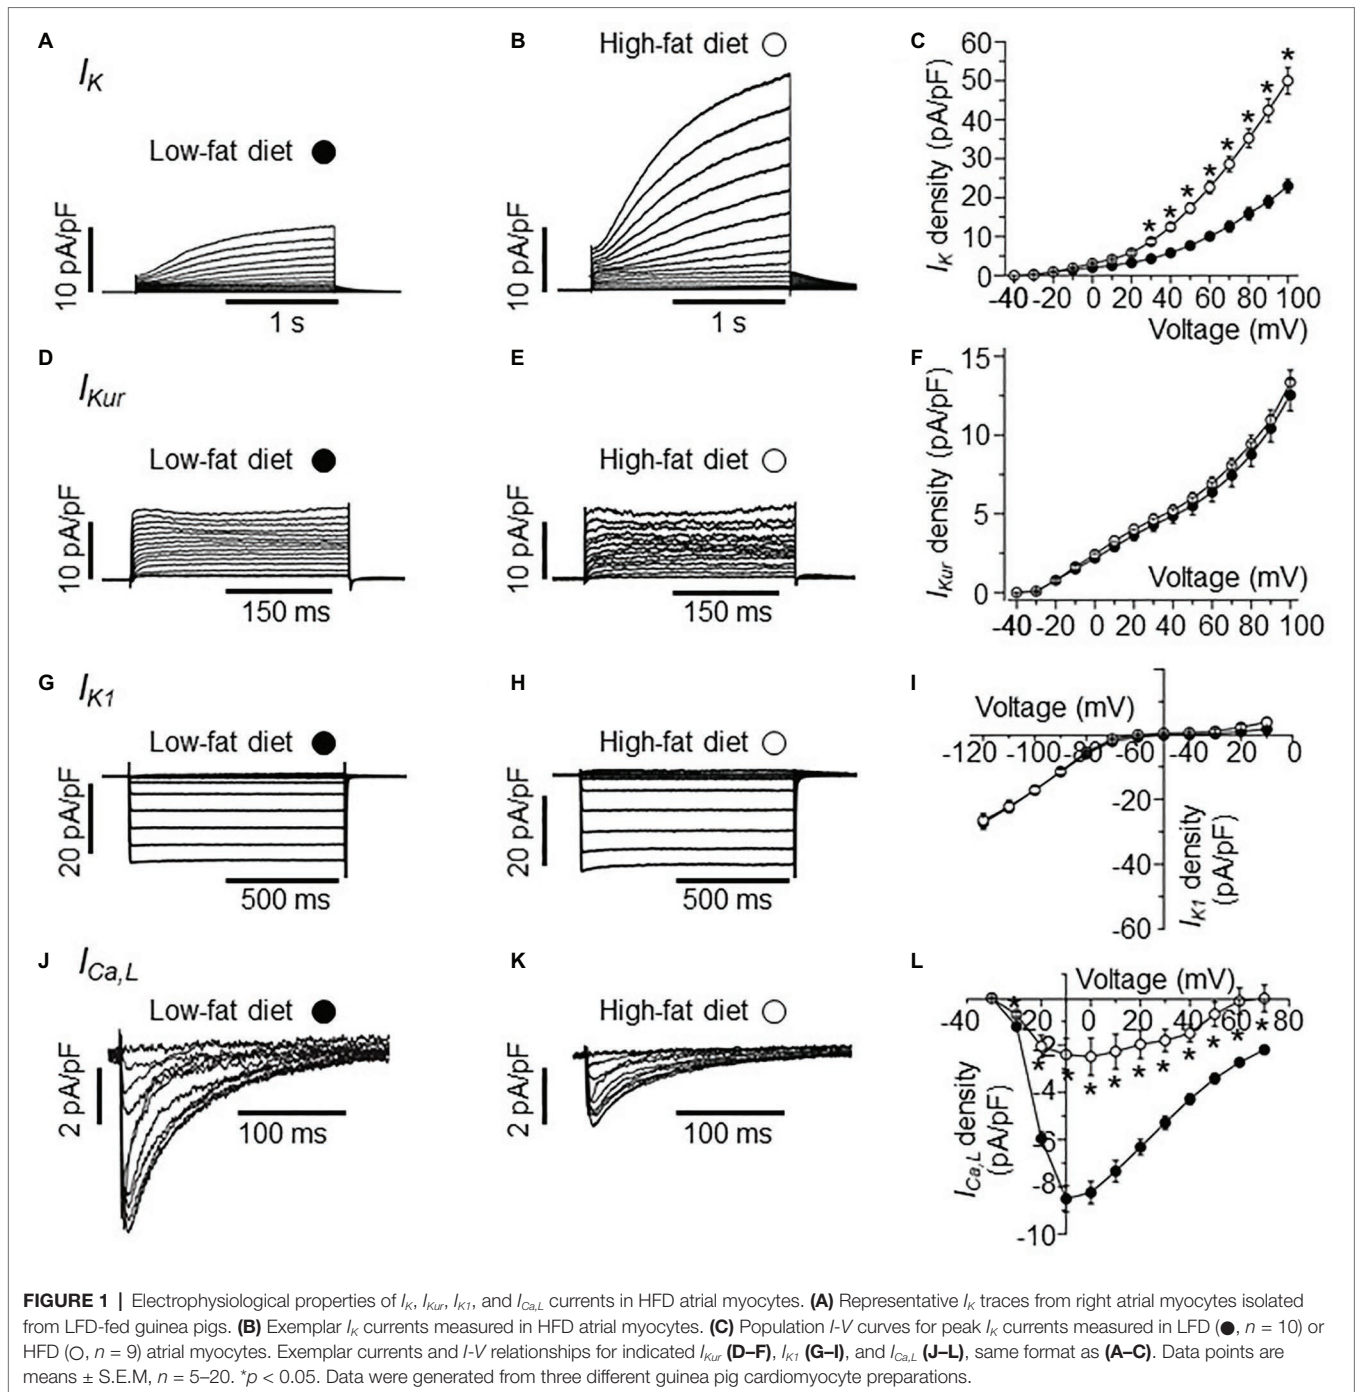 A
I_K
Low-fat diet ●
10 pA/pF
1 s
B
High-fat diet ○
10 pA/pF
1 s
C
I_K density (pA/pF)
60
50
40
30
20
10
0
* * * * * * * *
-40 -20 0 20 40 60 80 100
Voltage (mV)
D
I_Kur
Low-fat diet ●
10 pA/pF
150 ms
E
High-fat diet ○
10 pA/pF
150 ms
F
I_Kur density (pA/pF)
15
10
5
0
Voltage (mV)
-40 -20 0 20 40 60 80 100
G
I_K1
Low-fat diet ●
20 pA/pF
500 ms
H
High-fat diet ○
20 pA/pF
500 ms
I
Voltage (mV)
-120 -100 -80 -60 -40 -20 0
-20
-40
-60
I_K1 density
(pA/pF)
J
I_Ca,L
Low-fat diet ●
2 pA/pF
100 ms
K
High-fat diet ○
2 pA/pF
100 ms
L
Voltage (mV)
-40 -20 0 20 40 60 80
* * * * * * * * * * *
-2
-4
-6
-8
-10
I_Ca,L density
(pA/pF)
FIGURE 1 | Electrophysiological properties of I_K, I_Kur, I_K1, and I_Ca,L currents in HFD atrial myocytes. (A) Representative I_K traces from right atrial myocytes isolated
from LFD-fed guinea pigs. (B) Exemplar I_K currents measured in HFD atrial myocytes. (C) Population I-V curves for peak I_K currents measured in LFD (●, n = 10) or
HFD (○, n = 9) atrial myocytes. Exemplar currents and I-V relationships for indicated I_Kur (D–F), I_K1 (G–I), and I_Ca,L (J–L), same format as (A–C). Data points are
means ± S.E.M, n = 5–20. *p < 0.05. Data were generated from three different guinea pig cardiomyocyte preparations.